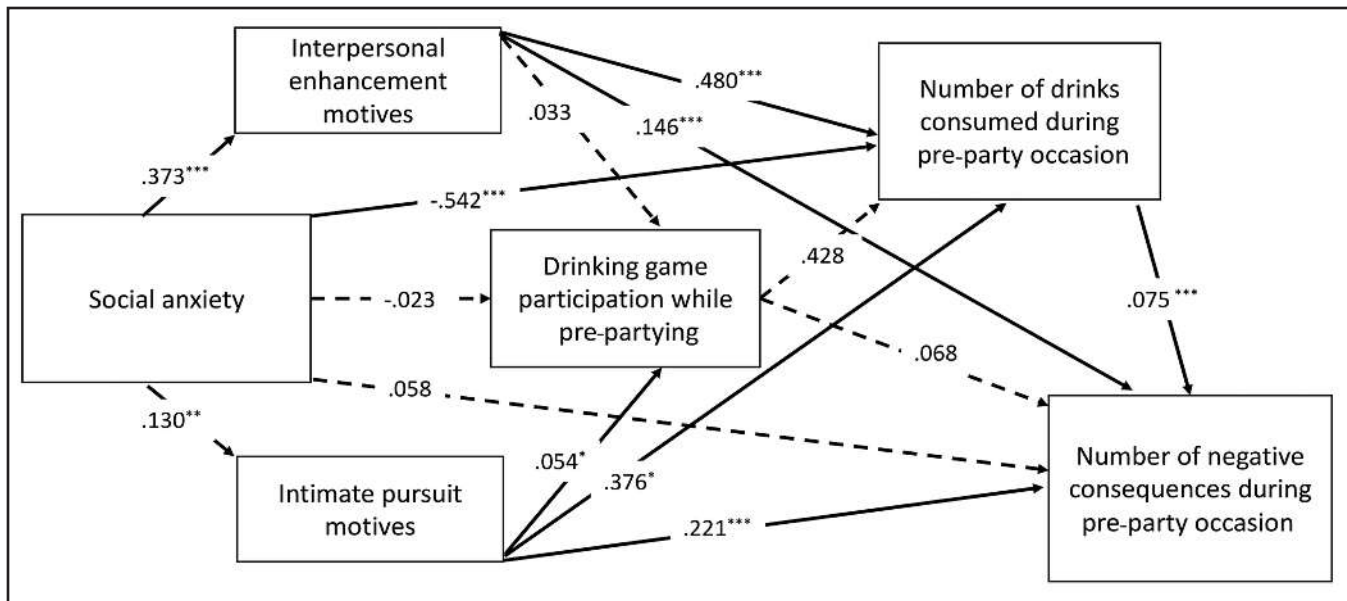 Interpersonal
enhancement
motives
Number of drinks
consumed during
pre-party occasion
.480***
.033
.146***
.373***
-.542***
Social anxiety
-.023
Drinking game
participation while
pre-partying
.428
.075 ***
.068
.058
.130**
.054*
.376*
Intimate pursuit
motives
.221***
Number of negative
consequences during
pre-party occasion